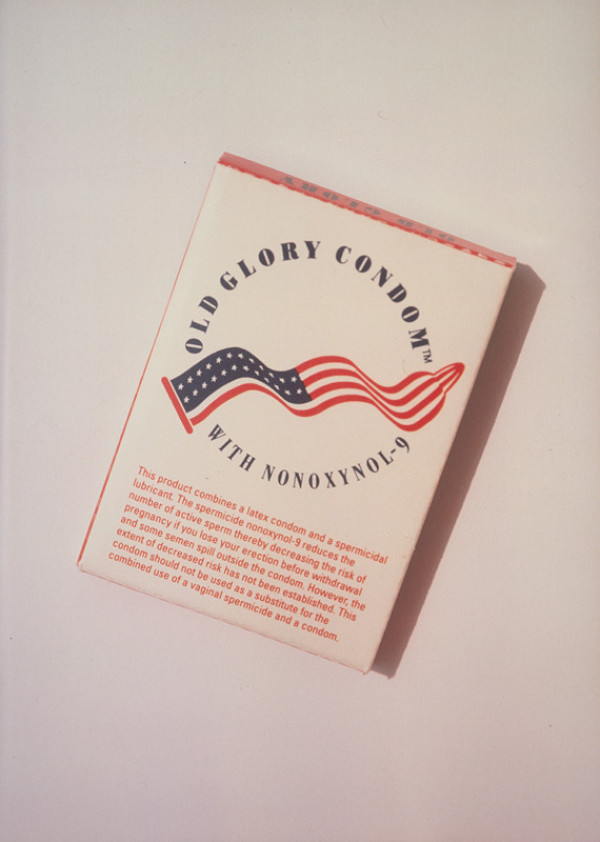 OLD GLORY CONDOM™
WITH NONOXYNOL-9
This product combines a latex condom and a spermicidal
lubricant. The spermicide nonoxynol-9 reduces the
number of active sperm thereby decreasing the risk of
pregnancy if you lose your erection before withdrawal
and some semen spill outside the condom. However, the
extent of decreased risk has not been established. This
condom should not be used as a substitute for the
combined use of a vaginal spermicide and a condom.